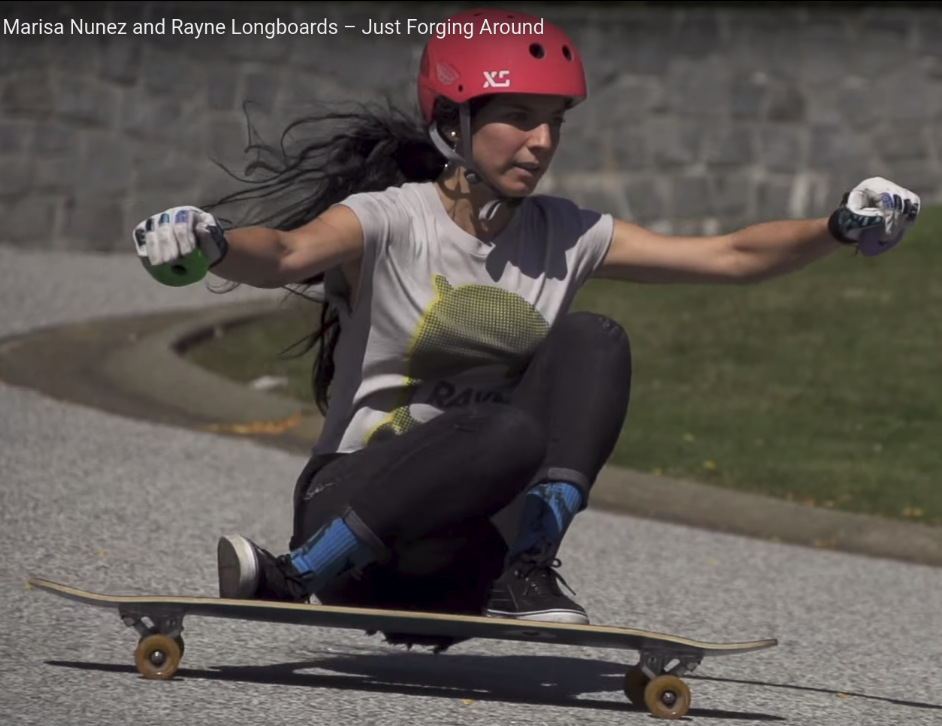 Marisa Nunez and Rayne Longboards – Just Forging Around
XS
RAYNE